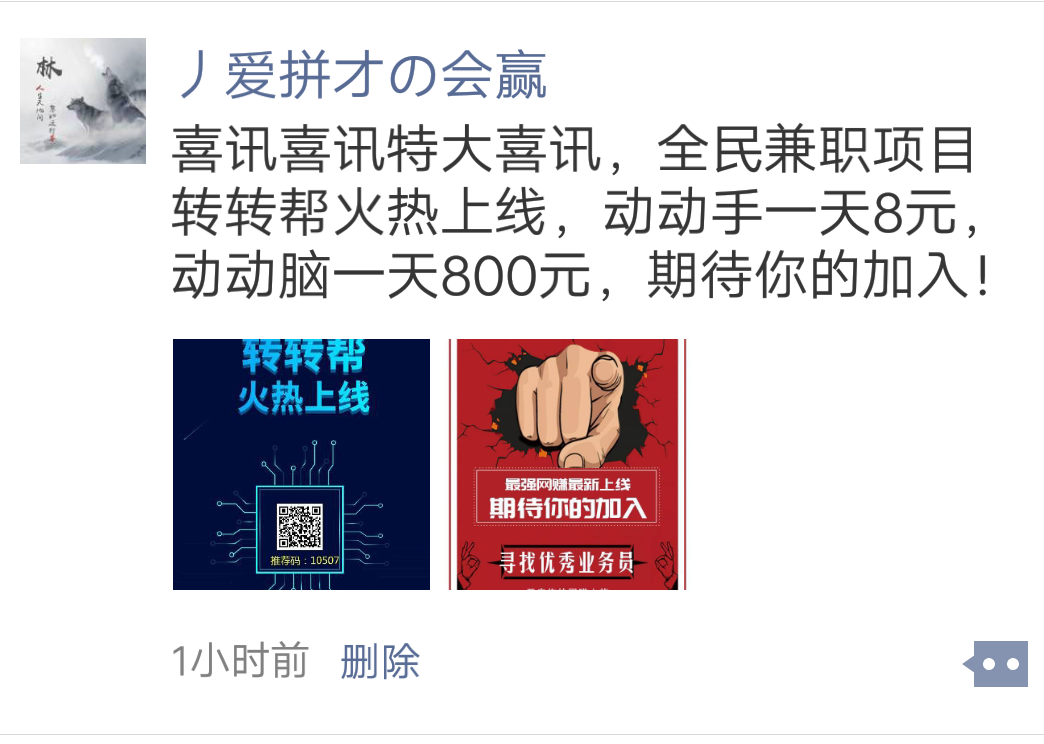 丿爱拼才の会赢
喜讯喜讯特大喜讯，全民兼职项目
转转帮火热上线，动动手一天8元，
动动脑一天800元，期待你的加入！
转转帮
火热上线
推荐码：10507
最强网赚最新上线
期待你的加入
寻找优秀业务员
1小时前 删除
林